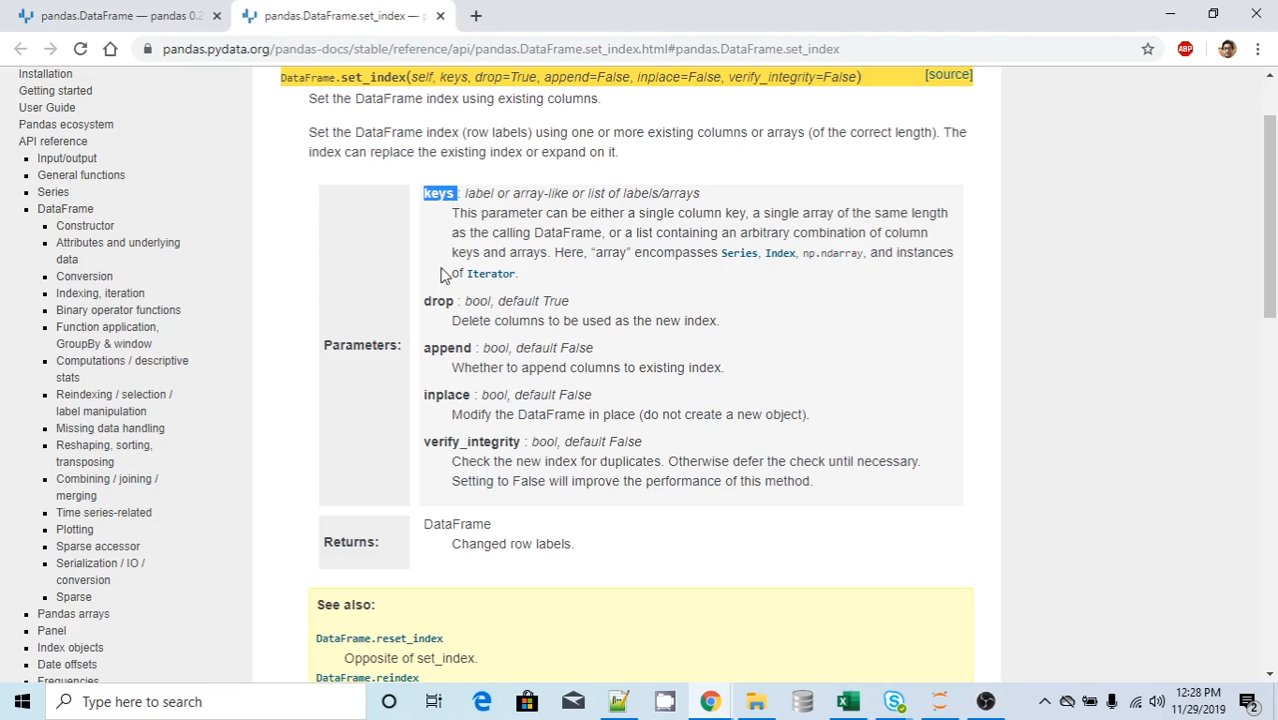 pandas.DataFrame — pandas 0.2
pandas.DataFrame.set_index —
pandas.pydata.org/pandas-docs/stable/reference/api/pandas.DataFrame.set_index.html#pandas.DataFrame.set_index
ABP
Installation
Getting started
User Guide
Pandas ecosystem
API reference
Input/output
General functions
Series
DataFrame
Constructor
Attributes and underlying
data
Conversion
Indexing, iteration
Binary operator functions
Function application,
GroupBy & window
Computations / descriptive
stats
Reindexing / selection /
label manipulation
Missing data handling
Reshaping, sorting,
transposing
Combining / joining /
merging
Time series-related
Plotting
Sparse accessor
Serialization / IO /
conversion
Sparse
Pandas arrays
Panel
Index objects
Date offsets
Frequencies
DataFrame.set_index(self, keys, drop=True, append=False, inplace=False, verify_integrity=False) [source]
Set the DataFrame index using existing columns.
Set the DataFrame index (row labels) using one or more existing columns or arrays (of the correct length). The
index can replace the existing index or expand on it.
Parameters:
keys : label or array-like or list of labels/arrays
This parameter can be either a single column key, a single array of the same length
as the calling DataFrame, or a list containing an arbitrary combination of column
keys and arrays. Here, “array” encompasses Series, Index, np.ndarray, and instances
of Iterator.
drop : bool, default True
Delete columns to be used as the new index.
append : bool, default False
Whether to append columns to existing index.
inplace : bool, default False
Modify the DataFrame in place (do not create a new object).
verify_integrity : bool, default False
Check the new index for duplicates. Otherwise defer the check until necessary.
Setting to False will improve the performance of this method.
Returns:
DataFrame
Changed row labels.
See also:
DataFrame.reset_index
Opposite of set_index.
DataFrame.reindex
Type here to search
12:28 PM
11/29/2019
2